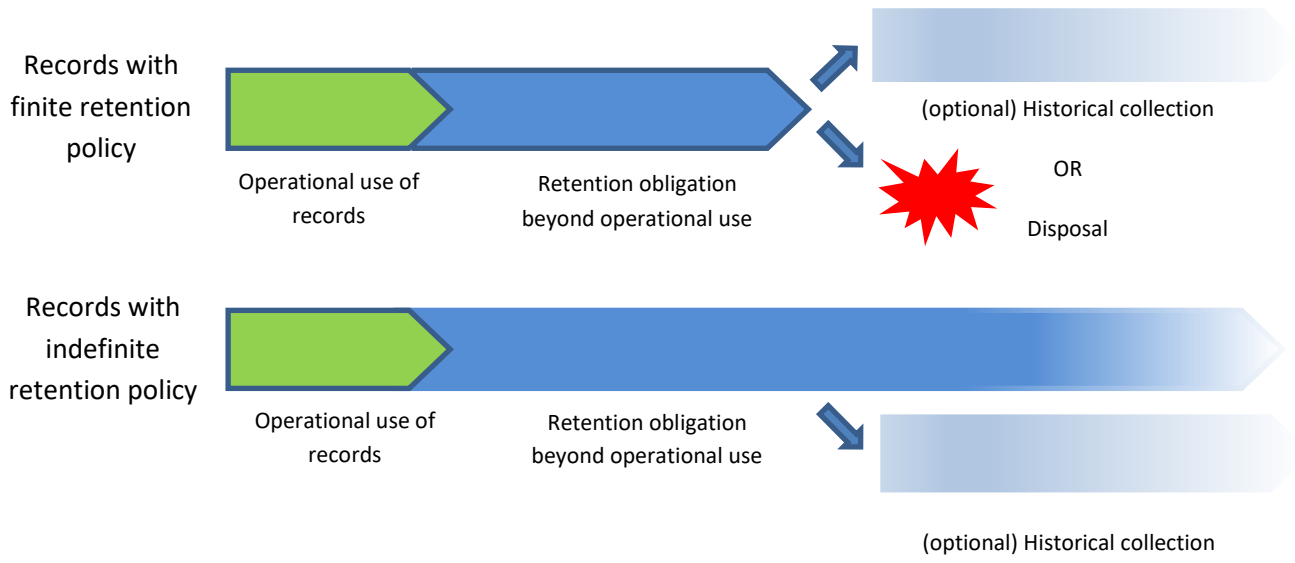 Records with
finite retention
policy
Operational use of
records
Retention obligation
beyond operational use
(optional) Historical collection
OR
Disposal
Records with
indefinite
retention policy
Operational use of
records
Retention obligation
beyond operational use
(optional) Historical collection